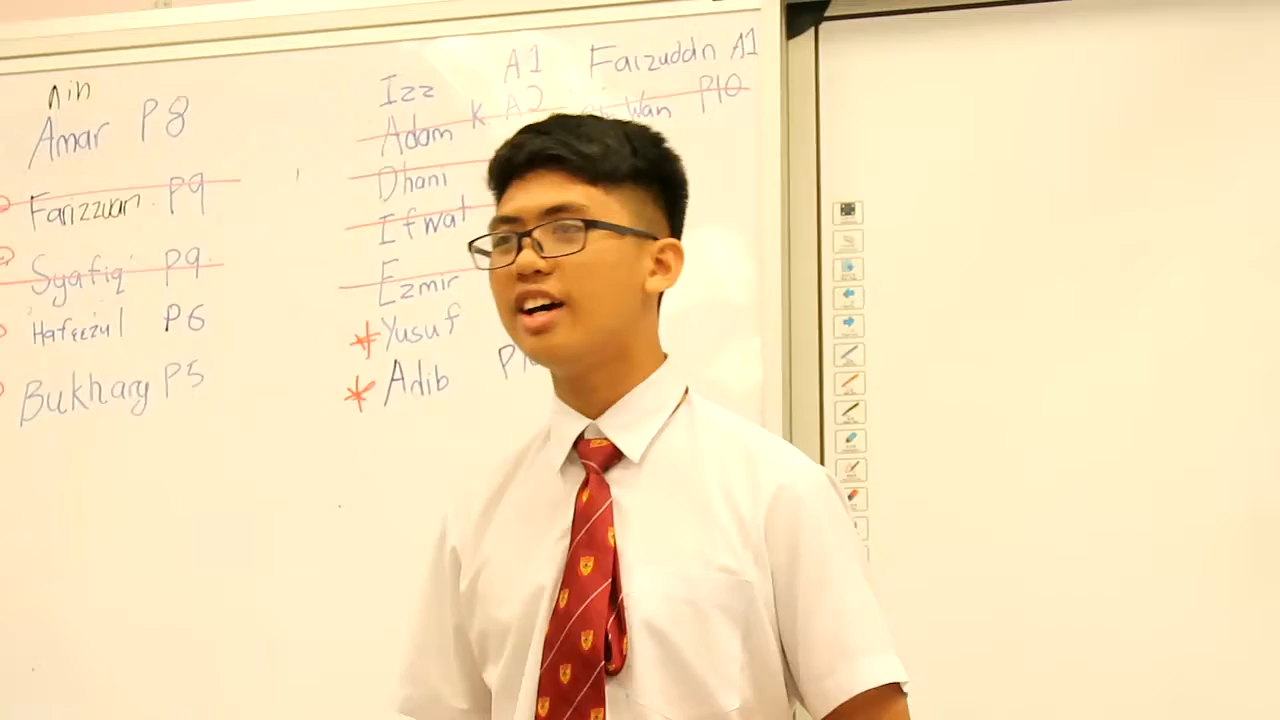 nin
Amar P8
Farizzuan P9
Syafiq P9
Hafeezul P6
Bukhary P5
Izz A1
Adam K. A2
Dhani
Ifwat
Ezmir
* Yusuf
* Adib
Faizuddin A1
Wan P10